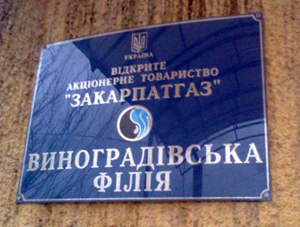 УКРАЇНА
ВІДКРИТЕ
АКЦІОНЕРНЕ ТОВАРИСТВО
"ЗАКАРПАТГАЗ"
ВИНОГРАДІВСЬКА
ФІЛІЯ